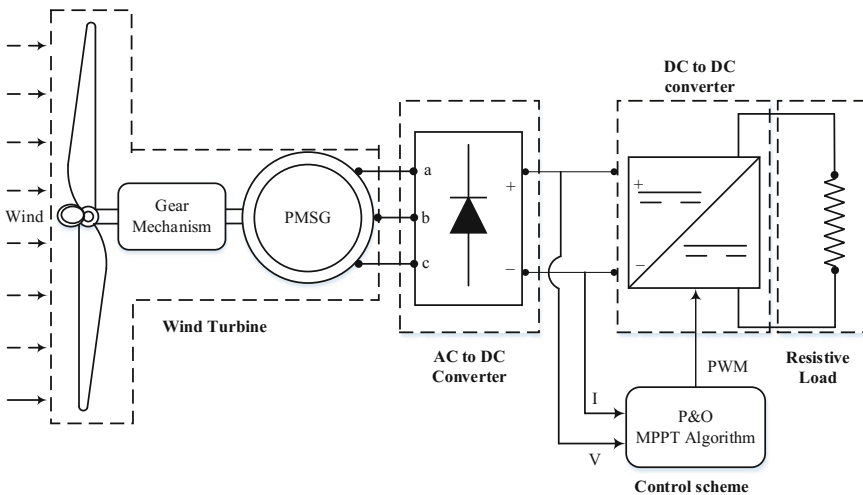 DC to DC
converter
a
+
+
Wind
Gear
Mechanism
PMSG
b
c
−
−
Wind Turbine
AC to DC
Converter
PWM
Resistive
Load
I
V
P&O
MPPT Algorithm
Control scheme